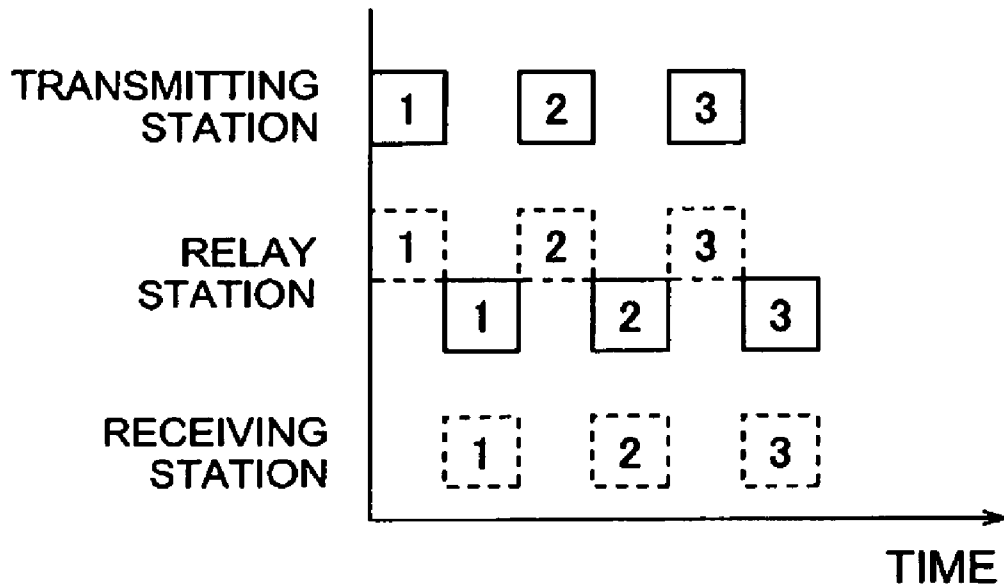 TRANSMITTING
STATION
1 2 3
RELAY
STATION
1 2 3
1 2 3
RECEIVING
STATION
1 2 3
TIME